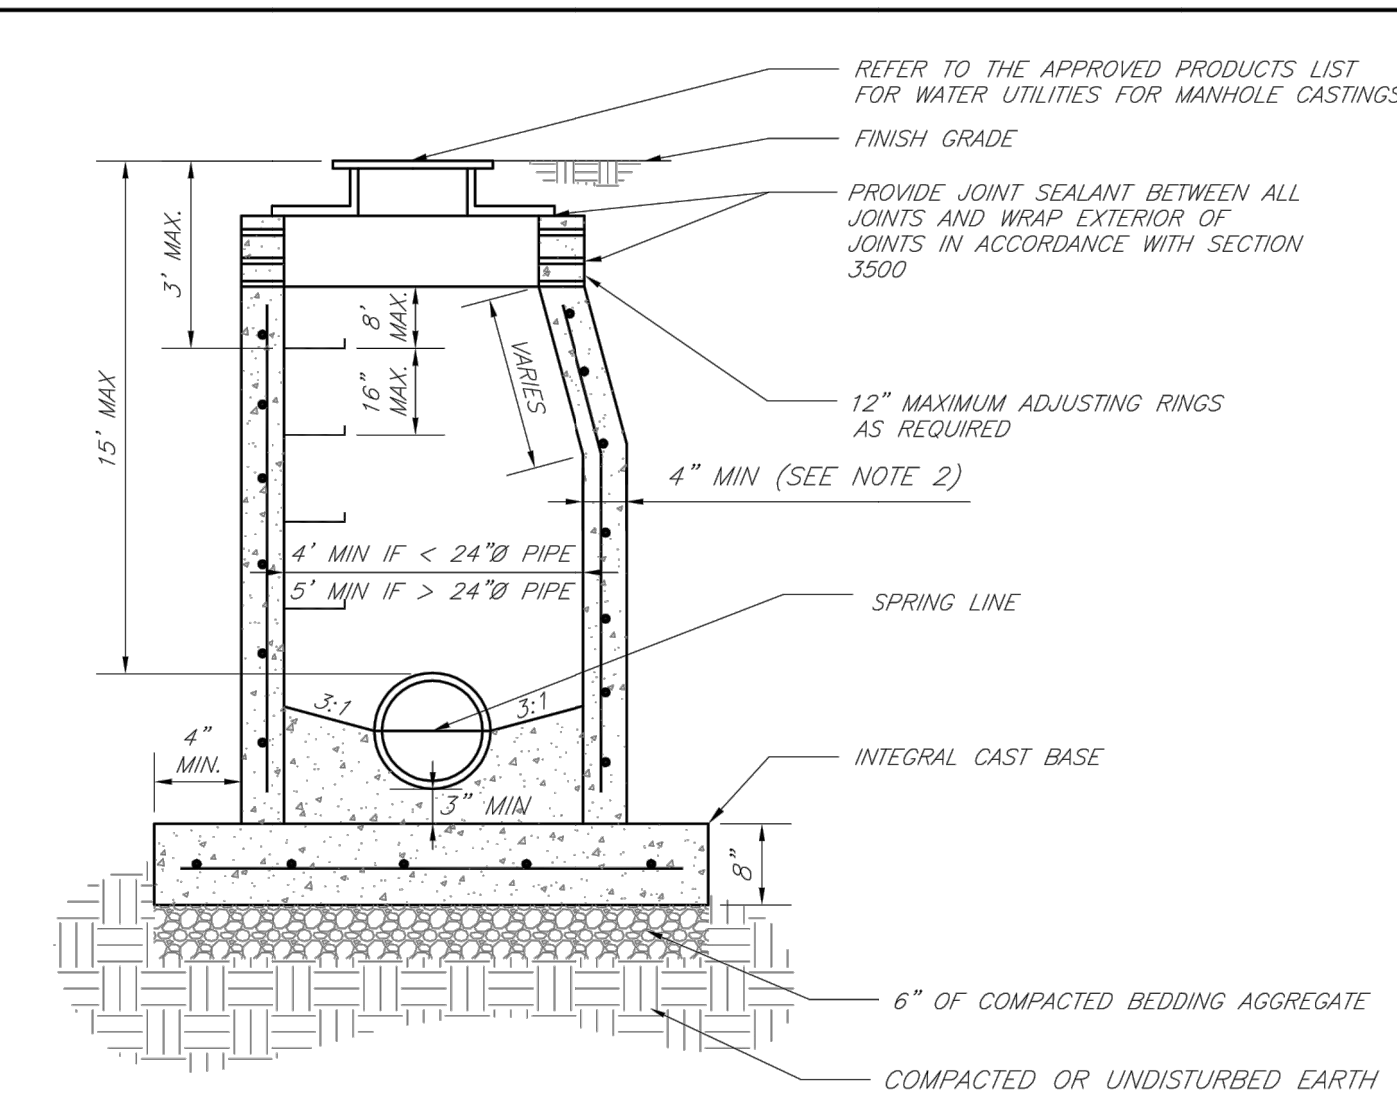 REFER TO THE APPROVED PRODUCTS LIST
FOR WATER UTILITIES FOR MANHOLE CASTINGS
FINISH GRADE
PROVIDE JOINT SEALANT BETWEEN ALL
JOINTS AND WRAP EXTERIOR OF
JOINTS IN ACCORDANCE WITH SECTION
3500
3' MAX.
8'
MAX.
16"
MAX.
VARIES
15' MAX
12" MAXIMUM ADJUSTING RINGS
AS REQUIRED
4" MIN (SEE NOTE 2)
4' MIN IF < 24"Ø PIPE
5' MIN IF > 24"Ø PIPE
SPRING LINE
3:1
3:1
4"
MIN.
3" MIN
INTEGRAL CAST BASE
8"
6" OF COMPACTED BEDDING AGGREGATE
COMPACTED OR UNDISTURBED EARTH